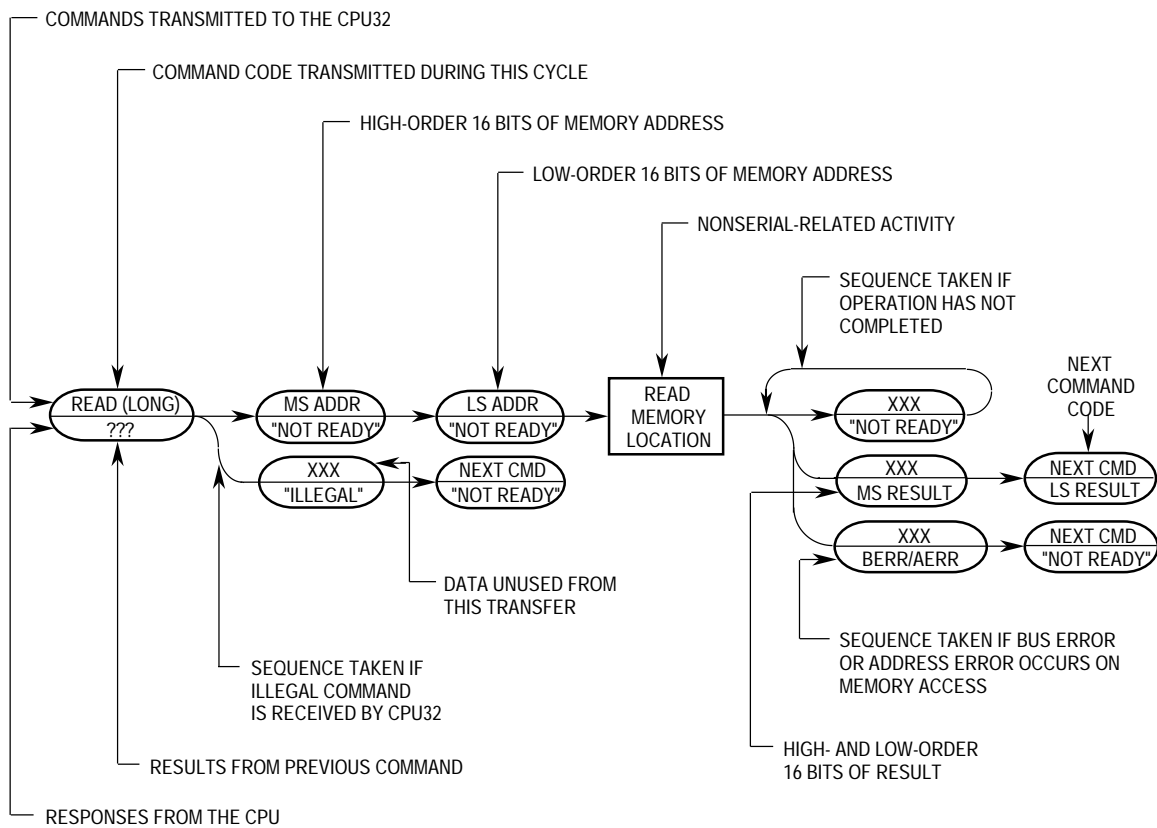 COMMANDS TRANSMITTED TO THE CPU32
COMMAND CODE TRANSMITTED DURING THIS CYCLE
HIGH-ORDER 16 BITS OF MEMORY ADDRESS
LOW-ORDER 16 BITS OF MEMORY ADDRESS
NONSERIAL-RELATED ACTIVITY
SEQUENCE TAKEN IF
OPERATION HAS NOT
COMPLETED
NEXT
COMMAND
CODE
READ (LONG)
???
MS ADDR
"NOT READY"
LS ADDR
"NOT READY"
READ
MEMORY
LOCATION
XXX
"NOT READY"
XXX
"ILLEGAL"
NEXT CMD
"NOT READY"
XXX
MS RESULT
NEXT CMD
LS RESULT
XXX
BERR/AERR
NEXT CMD
"NOT READY"
DATA UNUSED FROM
THIS TRANSFER
SEQUENCE TAKEN IF BUS ERROR
OR ADDRESS ERROR OCCURS ON
MEMORY ACCESS
SEQUENCE TAKEN IF
ILLEGAL COMMAND
IS RECEIVED BY CPU32
HIGH- AND LOW-ORDER
16 BITS OF RESULT
RESULTS FROM PREVIOUS COMMAND
RESPONSES FROM THE CPU